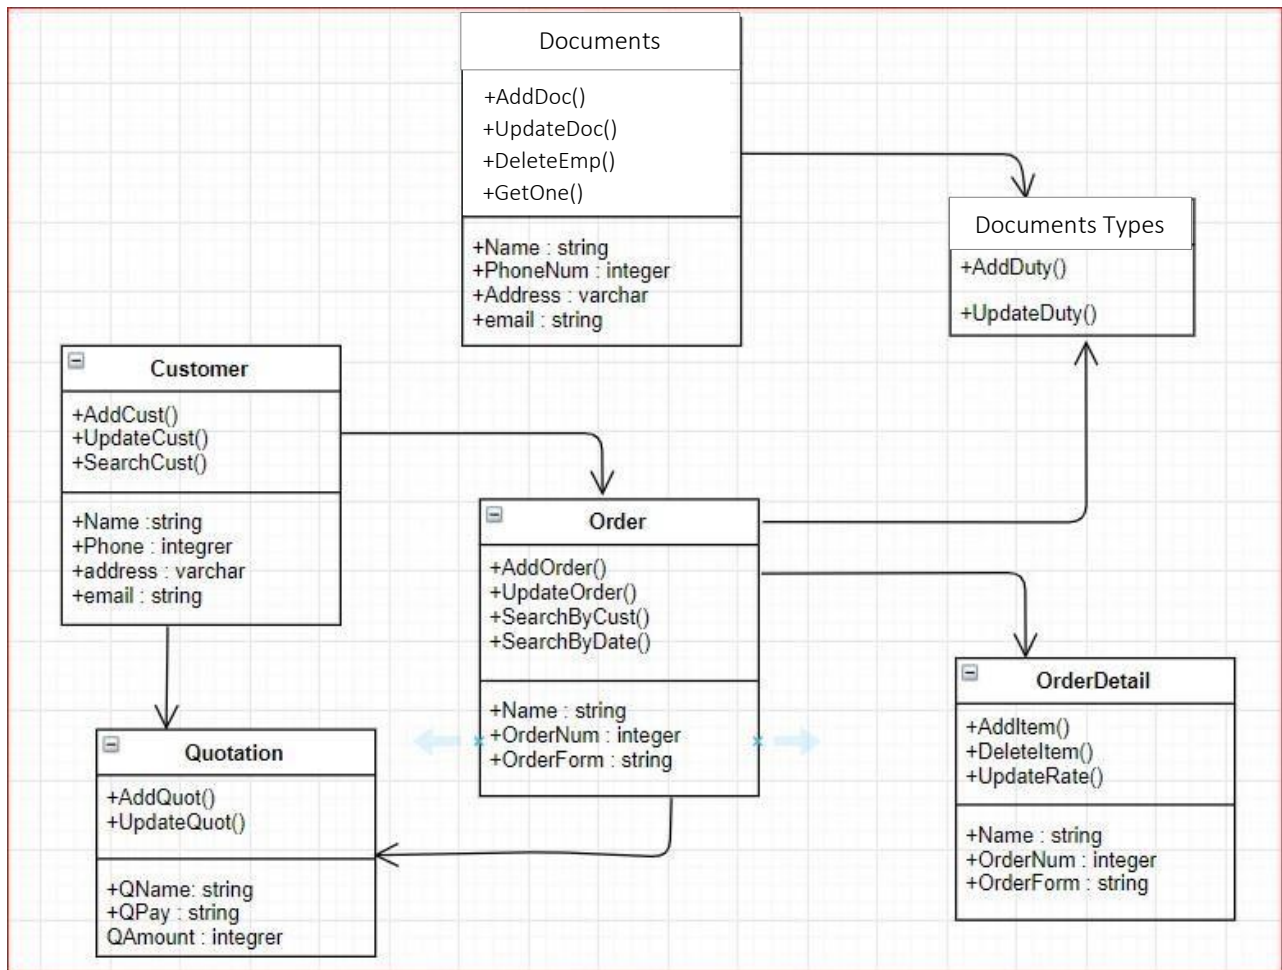 Documents
+AddDoc()
+UpdateDoc()
+DeleteEmp()
+GetOne()
+Name : string
+PhoneNum : integer
+Address : varchar
+email : string
Documents Types
+AddDuty()
+UpdateDuty()
Customer
+AddCust()
+UpdateCust()
+SearchCust()
+Name :string
+Phone : integrer
+address : varchar
+email : string
Order
+AddOrder()
+UpdateOrder()
+SearchByCust()
+SearchByDate()
+Name : string
+OrderNum : integer
+OrderForm : string
OrderDetail
+AddItem()
+DeleteItem()
+UpdateRate()
+Name : string
+OrderNum : integer
+OrderForm : string
Quotation
+AddQuot()
+UpdateQuot()
+QName: string
+QPay : string
QAmount : integrer